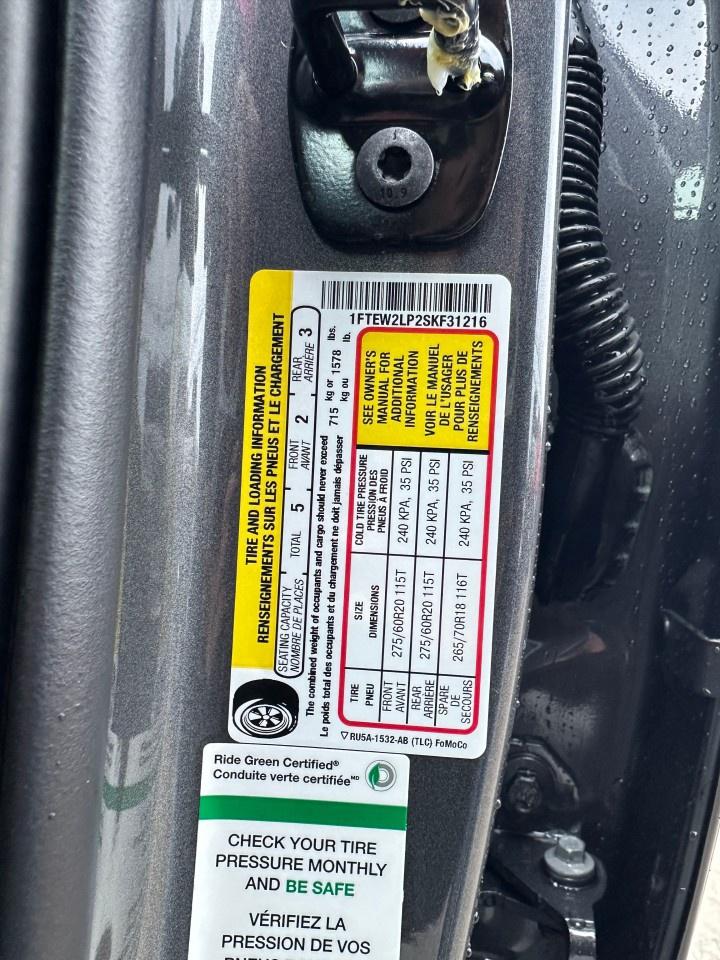 10.9
1FTEW2LP2SKF31216
TIRE AND LOADING INFORMATION
RENSEIGNEMENTS SUR LES PNEUS ET LE CHARGEMENT
SEATING CAPACITY
NOMBRE DE PLACES
TOTAL 5
FRONT
AVANT 2
REAR
ARRIÈRE 3
The combined weight of occupants and cargo should never exceed
Le poids total des occupants et du chargement ne doit jamais dépasser
715 kg or 1578 lbs.
kg ou lb.
TIRE
PNEU
SIZE
DIMENSIONS
COLD TIRE PRESSURE
PRESSION DES
PNEUS À FROID
FRONT
AVANT
275/60R20 115T
240 KPA, 35 PSI
REAR
ARRIÈRE
275/60R20 115T
240 KPA, 35 PSI
SPARE
DE
SECOURS
265/70R18 116T
240 KPA, 35 PSI
SEE OWNER'S
MANUAL FOR
ADDITIONAL
INFORMATION
VOIR LE MANUEL
DE L'USAGER
POUR PLUS DE
RENSEIGNEMENTS
RU5A-1532-AB (TLC) FoMoCo
Ride Green Certified®
Conduite verte certifiée MD
CHECK YOUR TIRE
PRESSURE MONTHLY
AND BE SAFE
VÉRIFIEZ LA
PRESSION DE VOS